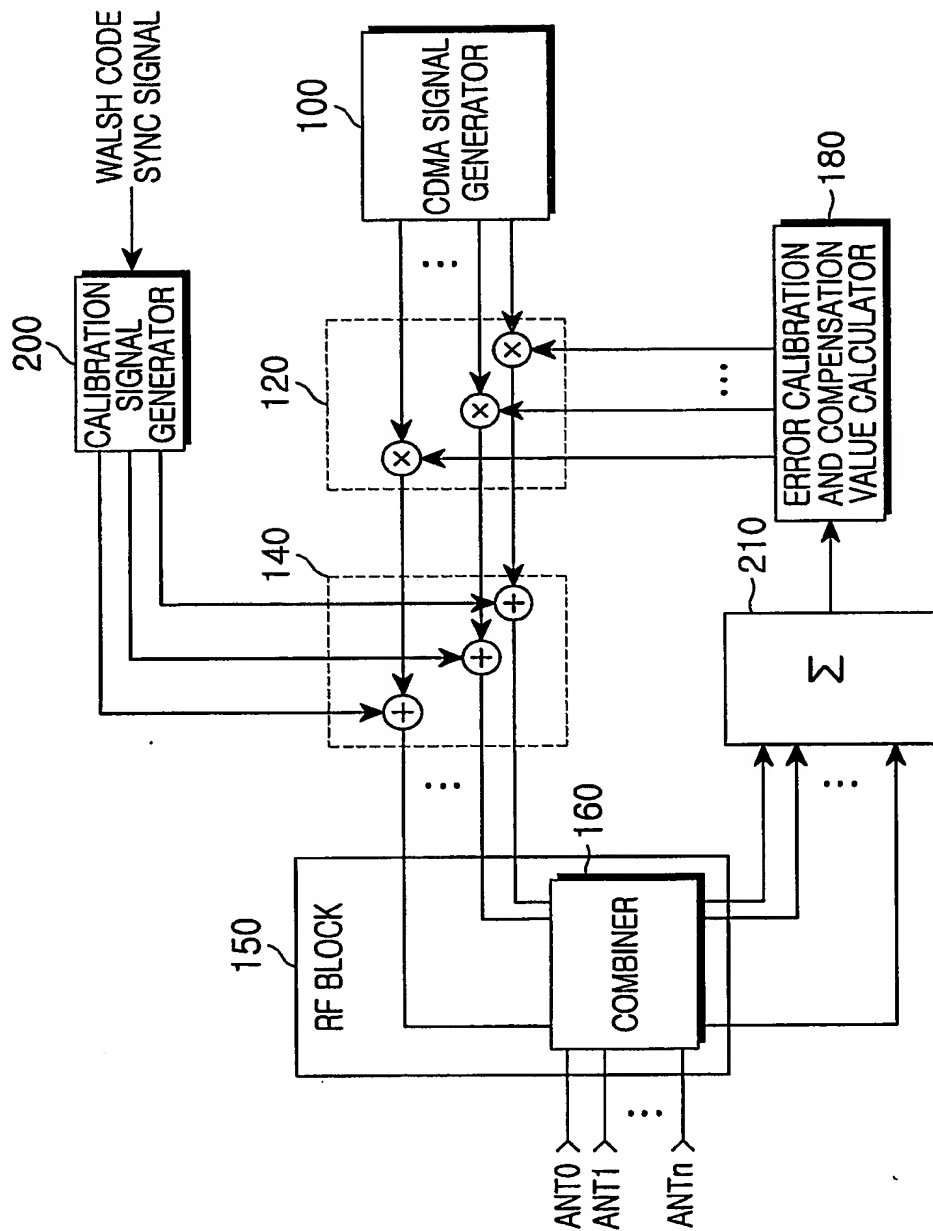 WALSH CODE
SYNC SIGNAL
200
CALIBRATION
SIGNAL
GENERATOR
100
CDMA SIGNAL
GENERATOR
...
120
×
×
×
180
ERROR CALIBRATION
AND COMPENSATION
VALUE CALCULATOR
...
140
+
+
+
210
Σ
...
...
150
RF BLOCK
160
COMBINER
ANT0
ANT1
...
ANTn